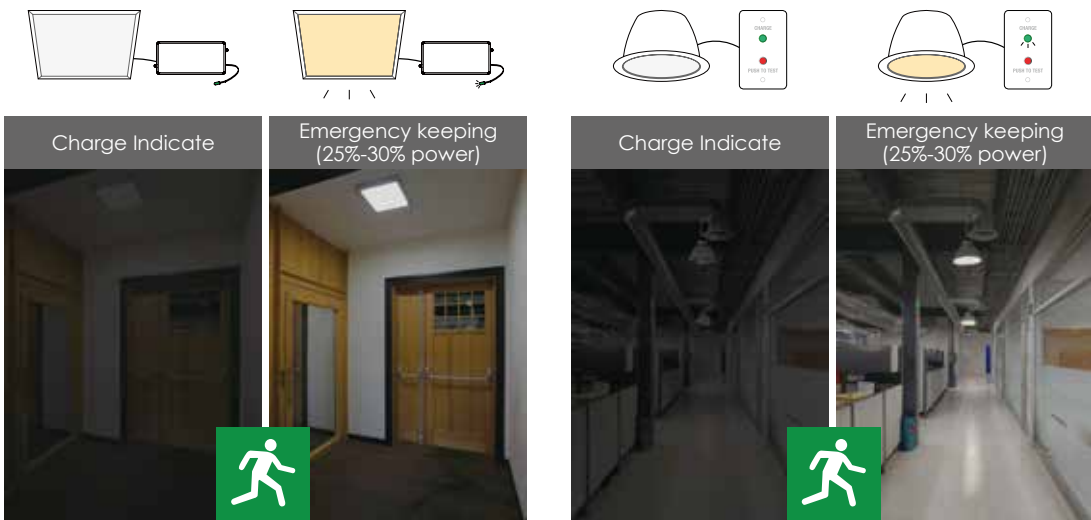 CHARGE
PUSH TO TEST
CHARGE
PUSH TO TEST
Charge Indicate
Emergency keeping
(25%-30% power)
Charge Indicate
Emergency keeping
(25%-30% power)